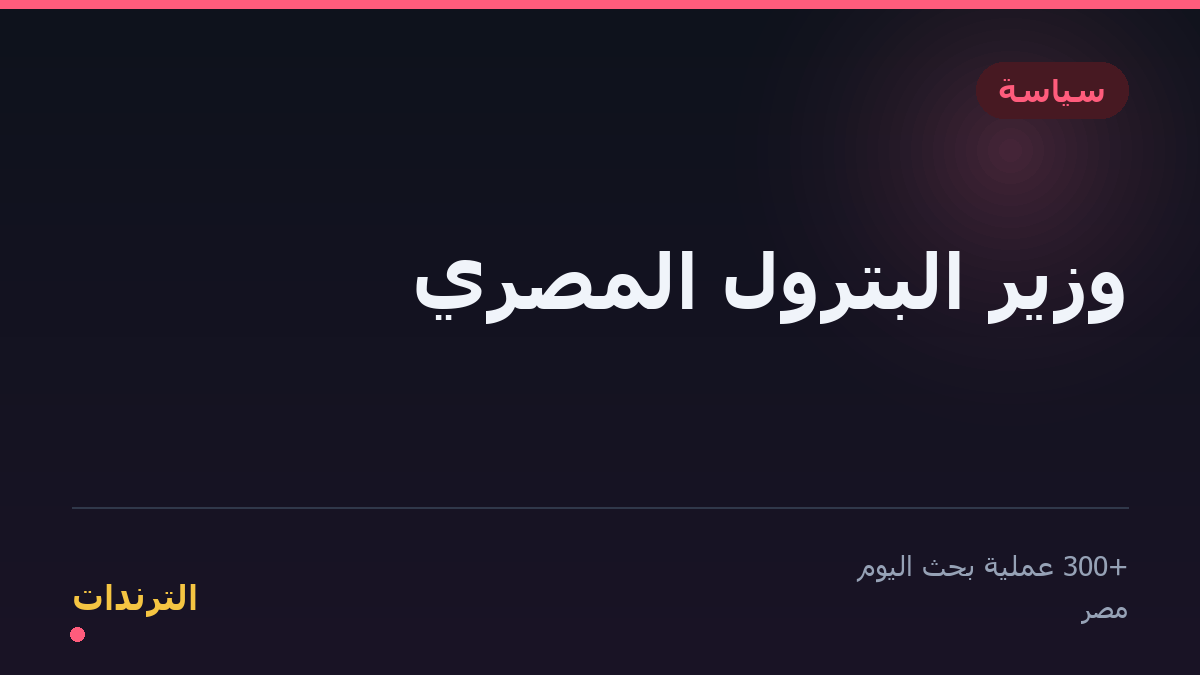 سياسة
وزير البترول المصري
+300 عملية بحث اليوم
مصر
الترندات